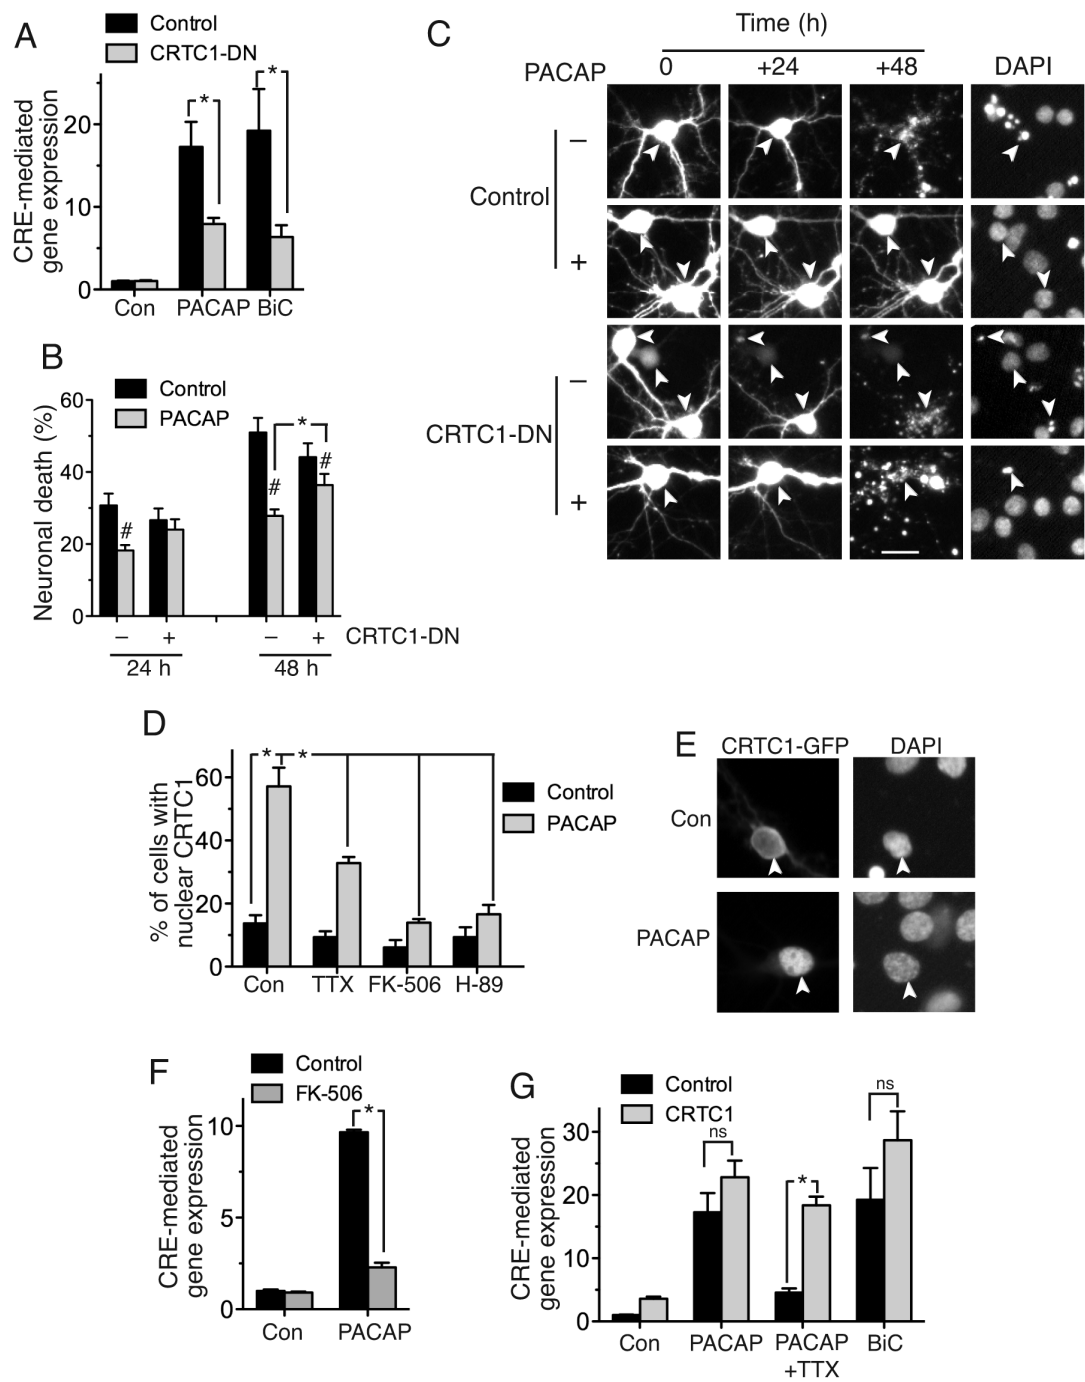 A
Control
CRTC1-DN
CRE-mediated
gene expression
20
10
0
*
*
Con
PACAP
BiC
B
Control
PACAP
Neuronal death (%)
60
40
20
0
#
*
#
#
– + – + CRTC1-DN
24 h
48 h
C
Time (h)
PACAP 0 +24 +48 DAPI
–
Control
+
–
CRTC1-DN
+
D
Control
PACAP
% of cells with
nuclear CRTC1
60
40
20
0
* *
Con TTX FK-506 H-89
E
CRTC1-GFP DAPI
Con
PACAP
F
Control
FK-506
CRE-mediated
gene expression
10
5
0
*
Con PACAP
G
Control
CRTC1
CRE-mediated
gene expression
30
20
10
0
ns
*
ns
Con PACAP PACAP BiC
+TTX